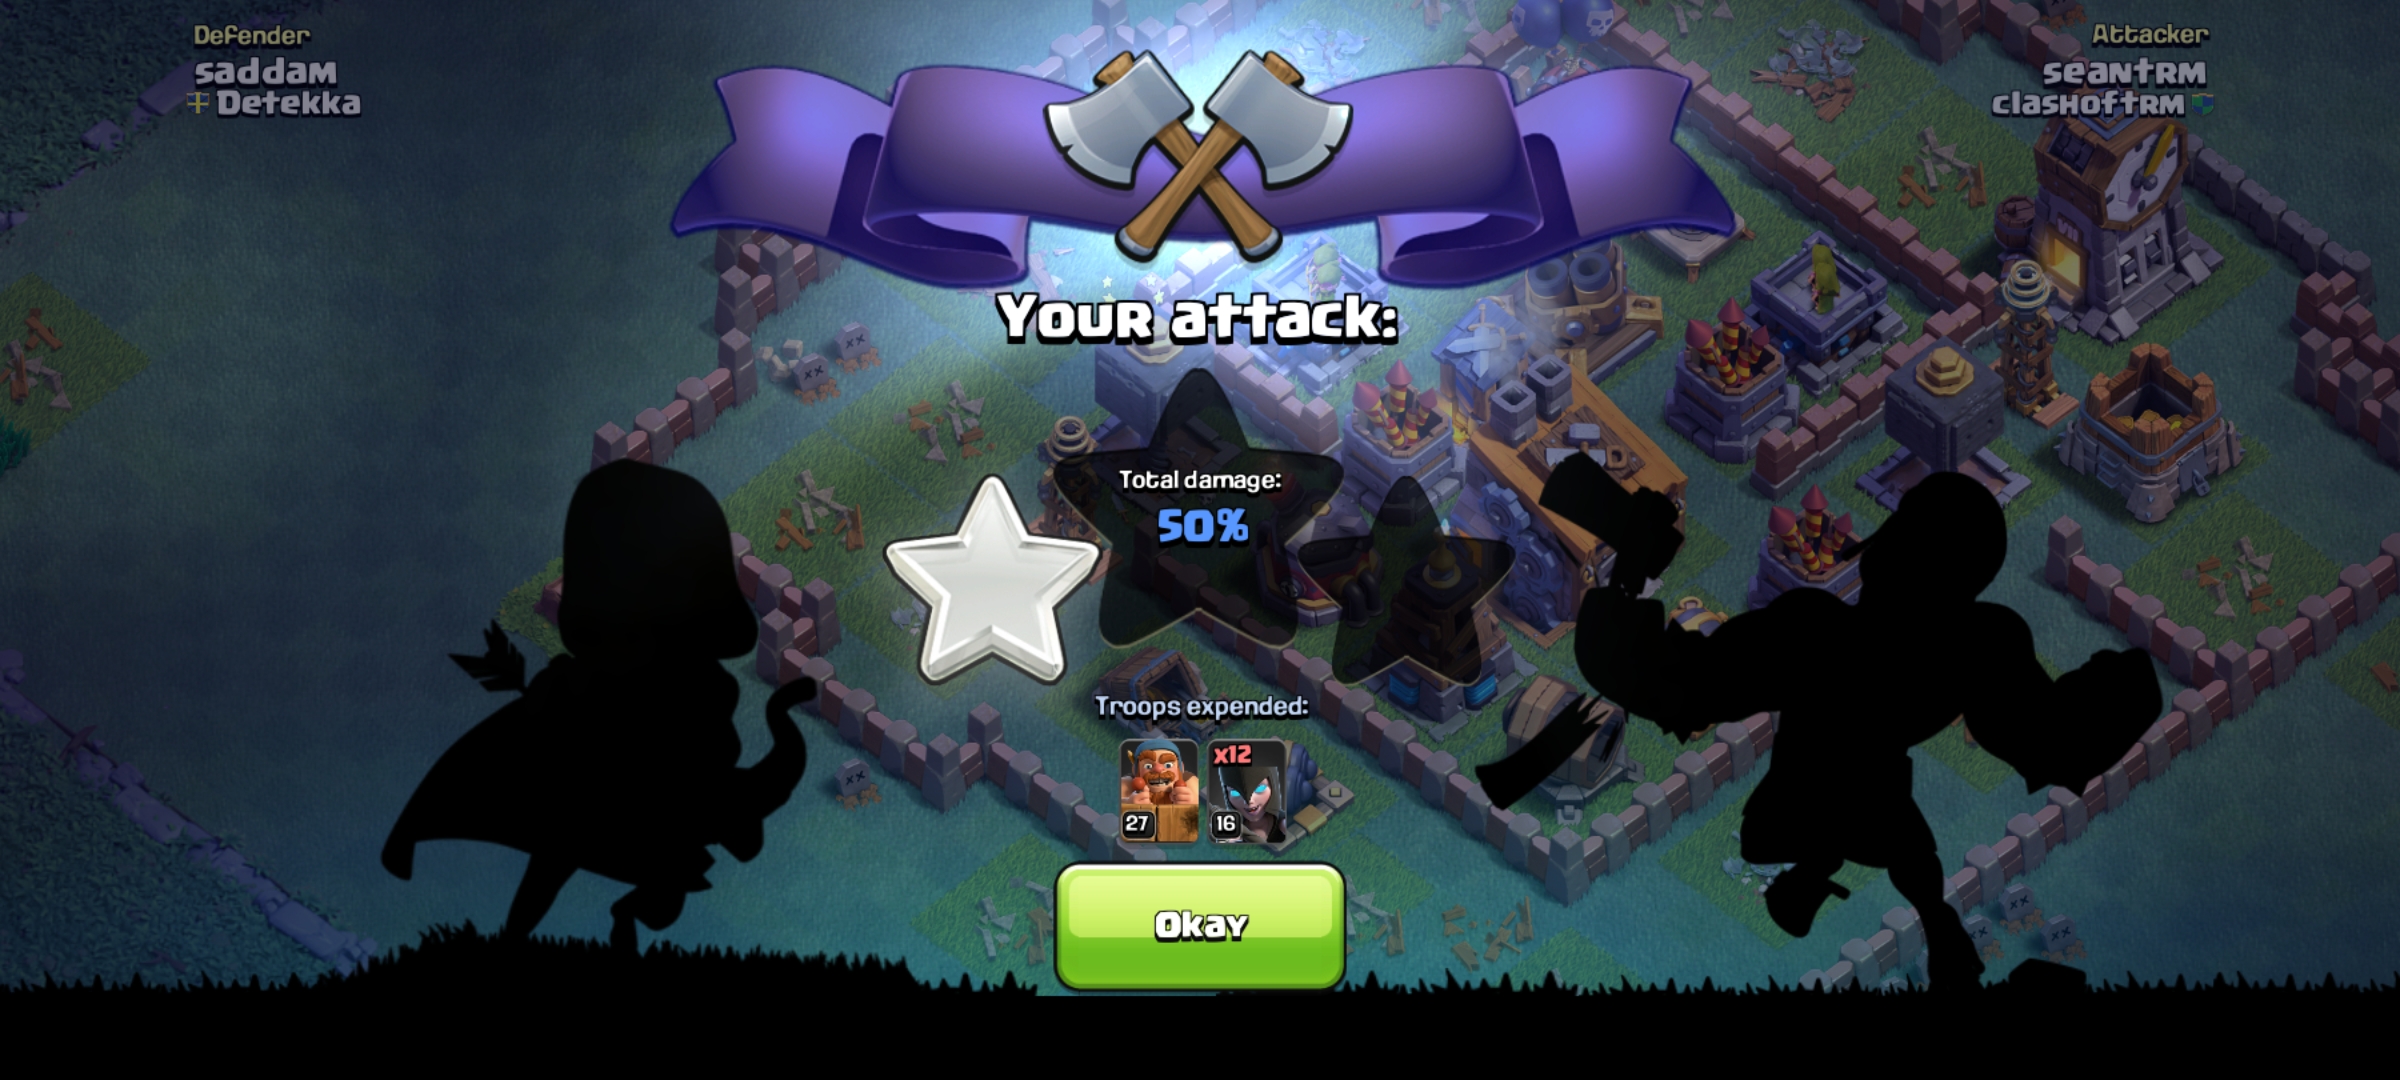 Defender
saddam
Detekka
Attacker
seantRM
clashoftRM
Your attack:
Total damage:
50%
Troops expended:
x12
27
16
Okay